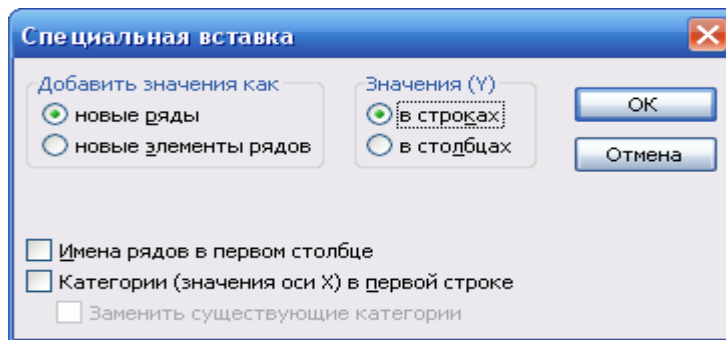 Специальная вставка
Добавить значения как
новые ряды
новые элементы рядов
Значения (Y)
в строках
в столбцах
ОК
Отмена
Имена рядов в первом столбце
Категории (значения оси X) в первой строке
Заменить существующие категории